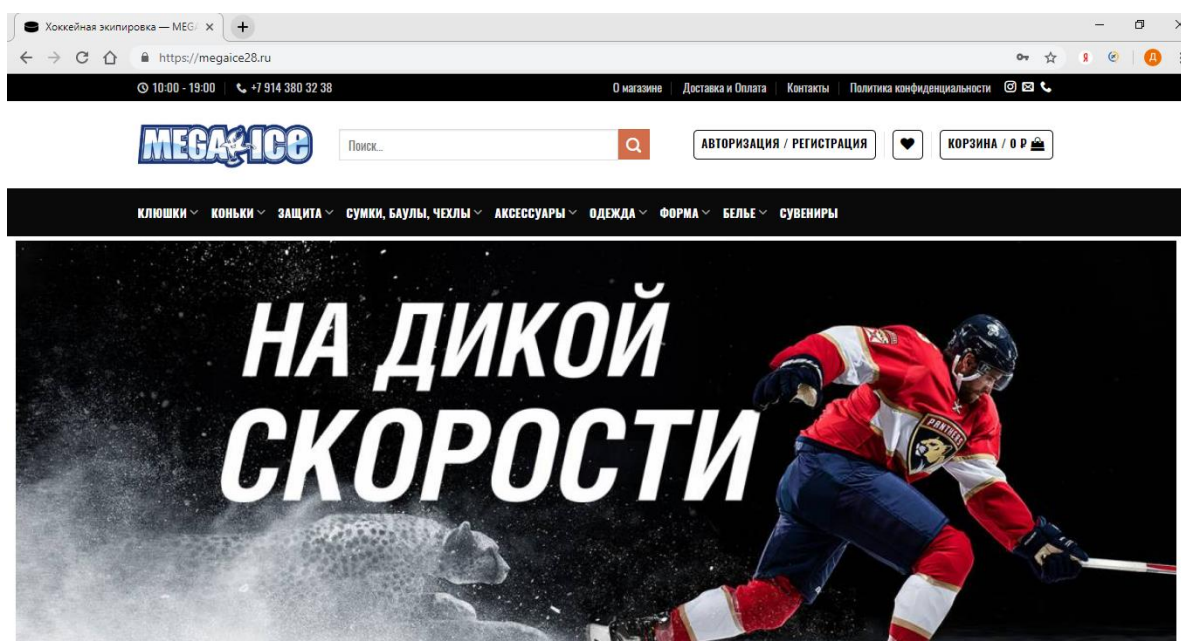 Хоккейная экипировка — MEGA
https://megaice28.ru
Д
10:00 - 19:00 | +7 914 380 32 38
О магазине | Доставка и Оплата | Контакты | Политика конфиденциальности
MEGA ICE
Поиск...
АВТОРИЗАЦИЯ / РЕГИСТРАЦИЯ
КОРЗИНА / 0 ₽
КЛЮШКИ КОНЬКИ ЗАЩИТА СУМКИ, БАУЛЫ, ЧЕХЛЫ АКСЕССУАРЫ ОДЕЖДА ФОРМА БЕЛЬЕ СУВЕНИРЫ
НА ДИКОЙ
СКОРОСТИ
PANTHERS